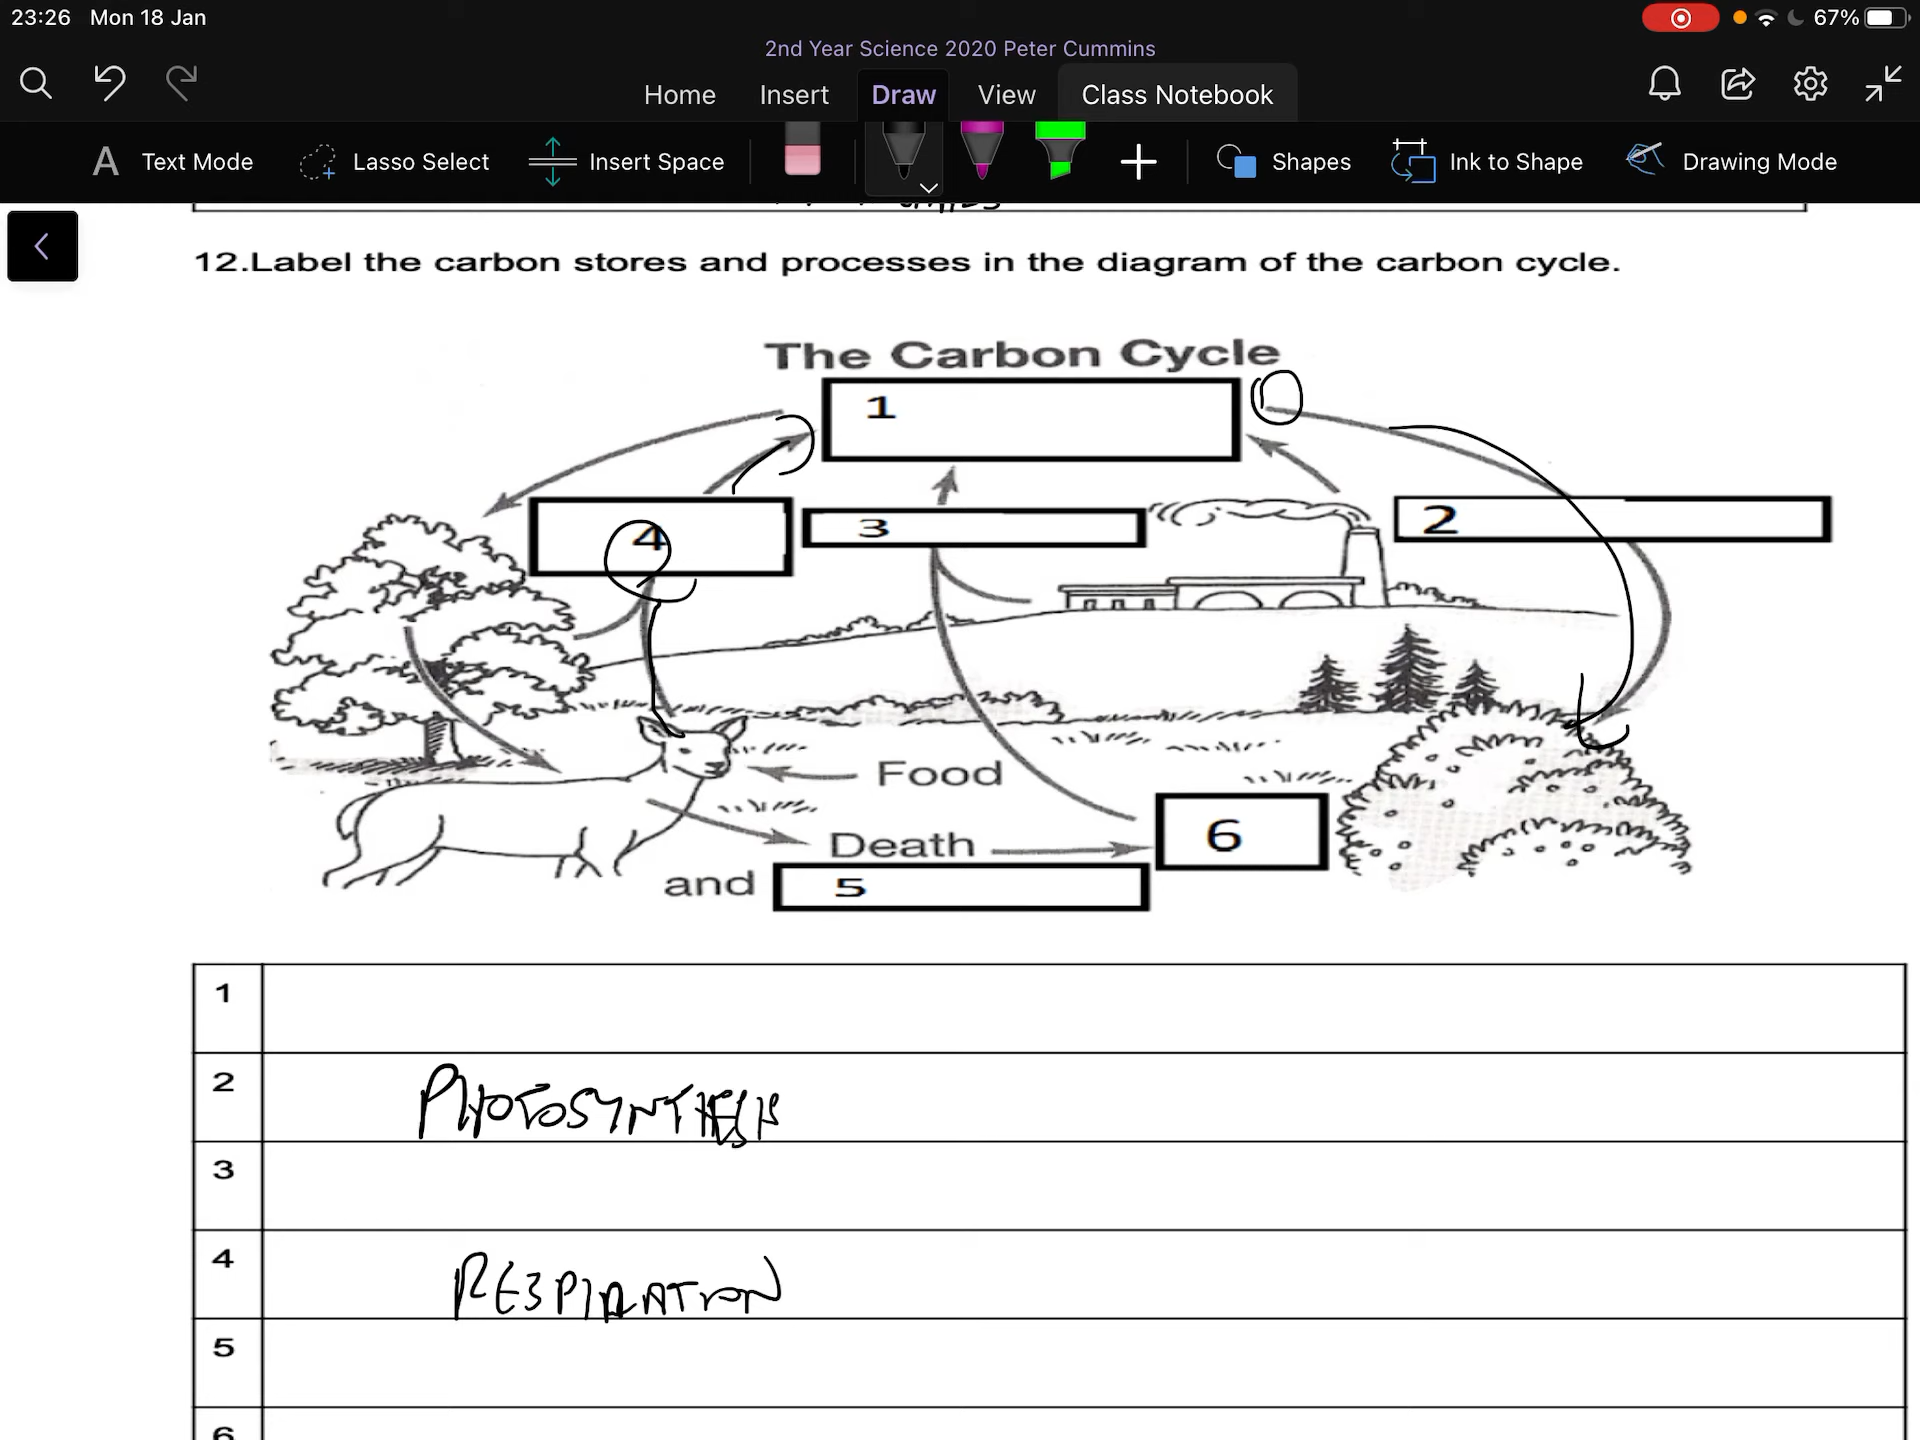 23:26 Mon 18 Jan
67%
2nd Year Science 2020 Peter Cummins
Home Insert Draw View Class Notebook
A Text Mode Lasso Select Insert Space Shapes Ink to Shape Drawing Mode
12.Label the carbon stores and processes in the diagram of the carbon cycle.
The Carbon Cycle
1
4
3
2
Food
Death
6
and
5
1
2 PHOTOSYNTHESIS
3
4 RESPIRATION
5
6